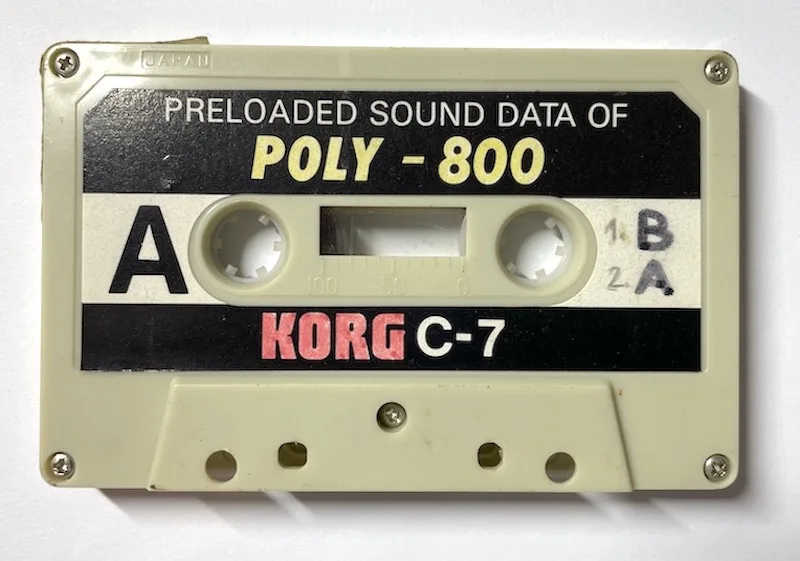 JAPAN
PRELOADED SOUND DATA OF
POLY - 800
A
1. B
2. A
100 50 0
KORG C-7